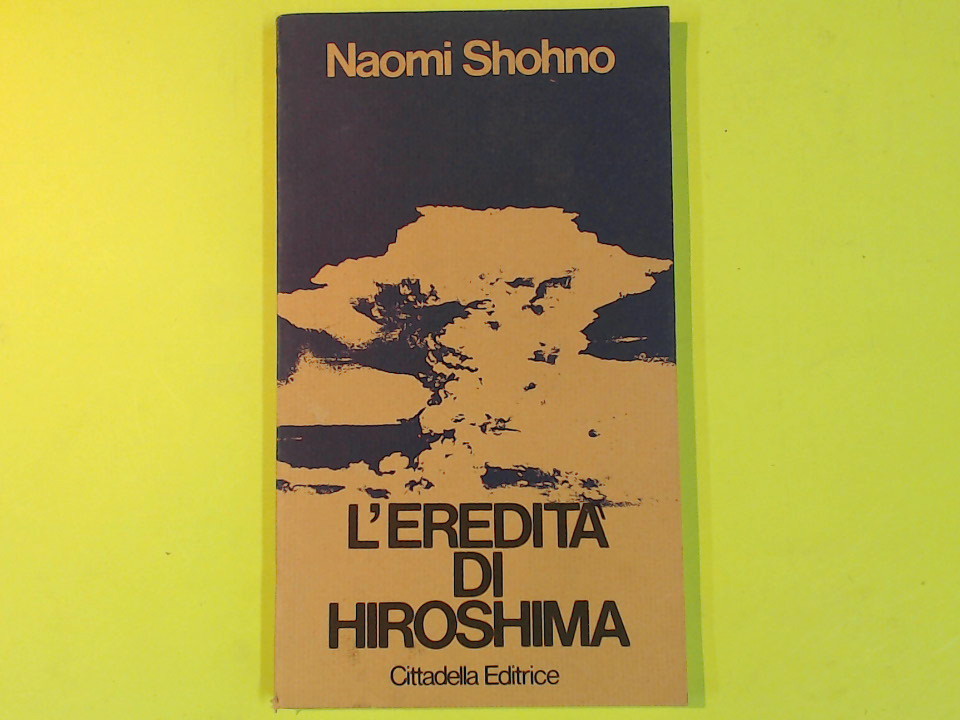 Naomi Shohno
L'EREDITÀ
DI
HIROSHIMA
Cittadella Editrice